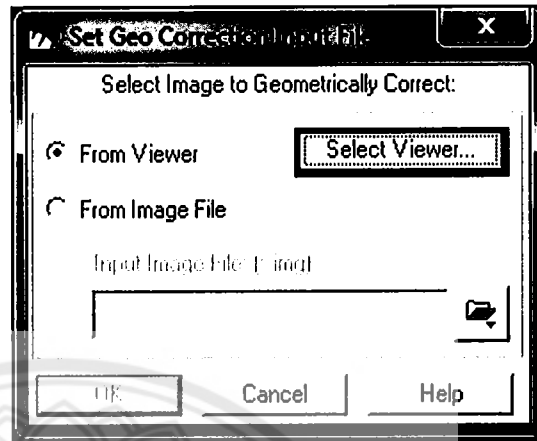 Set Geo Correction Input File
X
Select Image to Geometrically Correct:
From Viewer
Select Viewer...
From Image File
Input Image File: (*.img)
OK
Cancel
Help